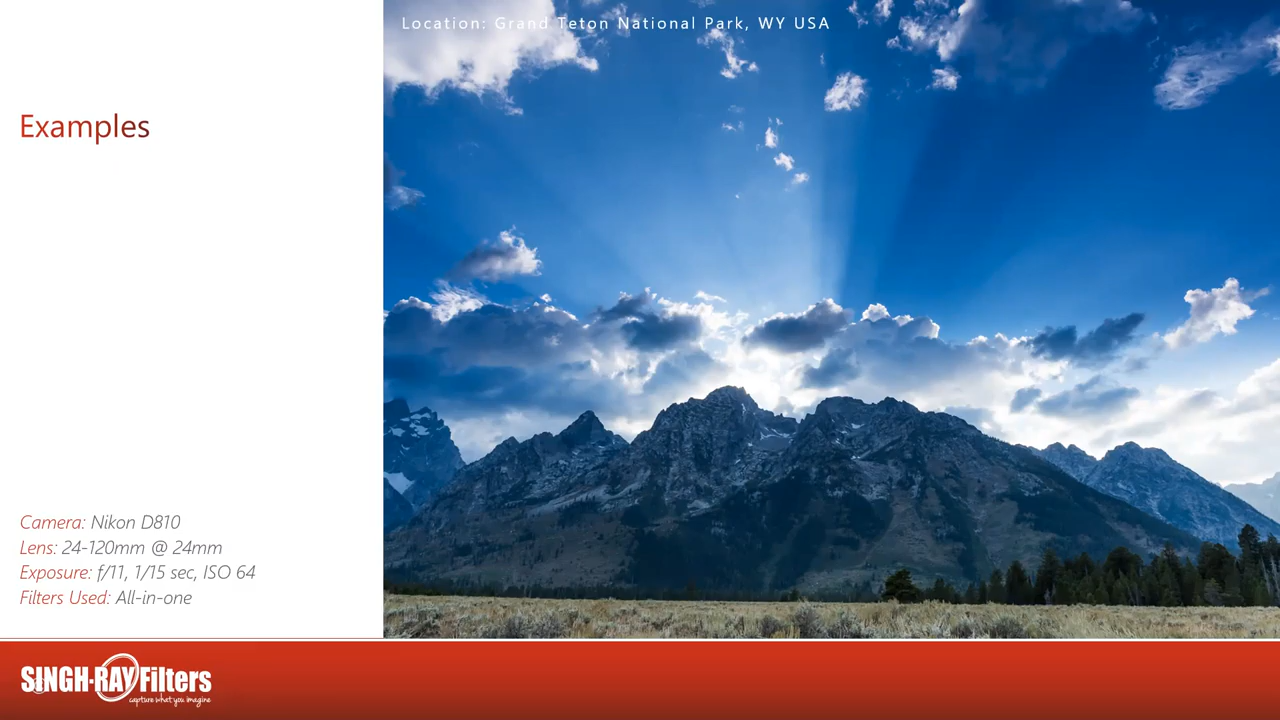 Location: Grand Teton National Park, WY USA
Examples
Camera: Nikon D810
Lens: 24-120mm @ 24mm
Exposure: f/11, 1/15 sec, ISO 64
Filters Used: All-in-one
SINGH-RAY Filters
capture what you imagine